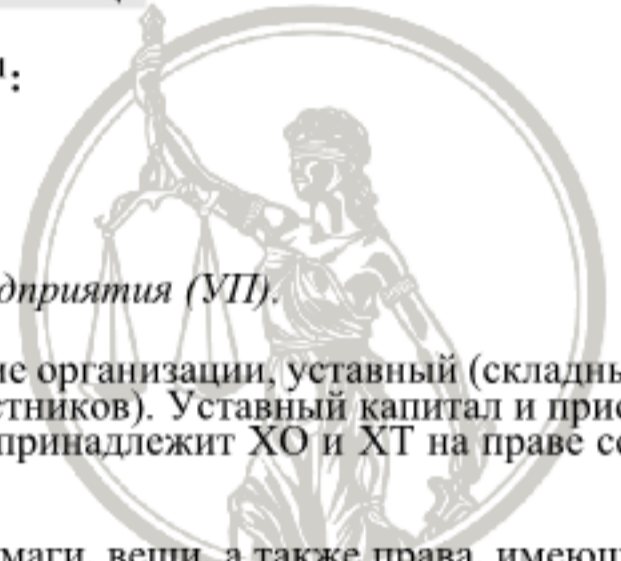 :
дприятия (УП).
ие организации, уставный (складны
стников). Уставный капитал и прио
принадлежит ХО и ХТ на праве со
маги, вещи, а также права, имеющ